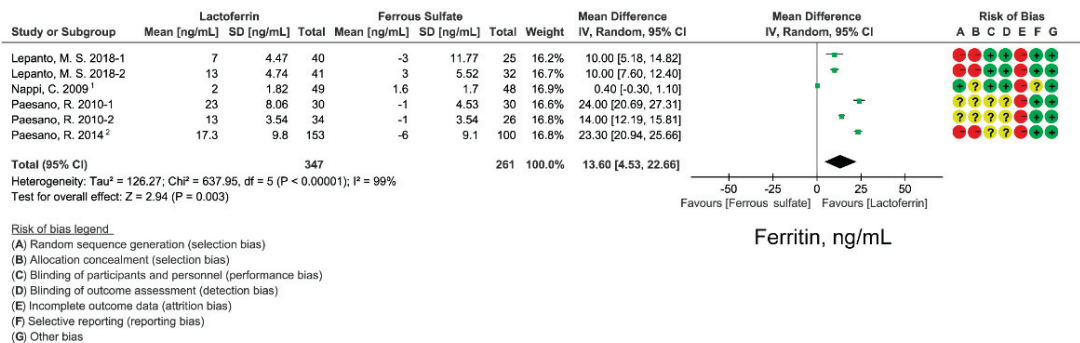 Lactoferrin Ferrous Sulfate Mean Difference Mean Difference Risk of Bias
Study or Subgroup Mean [ng/mL] SD [ng/mL] Total Mean [ng/mL] SD [ng/mL] Total Weight IV, Random, 95% CI IV, Random, 95% CI A B C D E F G
Lepanto, M. S. 2018-1 7 4.47 40 -3 11.77 25 16.2% 10.00 [5.18, 14.82] - - + + - + +
Lepanto, M. S. 2018-2 13 4.74 41 3 5.52 32 16.7% 10.00 [7.60, 12.40] - - + + - + +
Nappi, C. 2009 ¹ 2 1.82 49 1.6 1.7 48 16.9% 0.40 [-0.30, 1.10] + ? + + - ? +
Paesano, R. 2010-1 23 8.06 30 -1 4.53 30 16.6% 24.00 [20.69, 27.31] ? ? ? ? - + +
Paesano, R. 2010-2 13 3.54 34 -1 3.54 26 16.8% 14.00 [12.19, 15.81] ? ? ? ? - + +
Paesano, R. 2014 ² 17.3 9.8 153 -6 9.1 100 16.8% 23.30 [20.94, 25.66] - - ? ? - + +
Total (95% CI) 347 261 100.0% 13.60 [4.53, 22.66]
Heterogeneity: Tau² = 126.27; Chi² = 637.95, df = 5 (P < 0.00001); I² = 99%
Test for overall effect: Z = 2.94 (P = 0.003)
-50 -25 0 25 50
Favours [Ferrous sulfate] Favours [Lactoferrin]
Ferritin, ng/mL
Risk of bias legend
(A) Random sequence generation (selection bias)
(B) Allocation concealment (selection bias)
(C) Blinding of participants and personnel (performance bias)
(D) Blinding of outcome assessment (detection bias)
(E) Incomplete outcome data (attrition bias)
(F) Selective reporting (reporting bias)
(G) Other bias